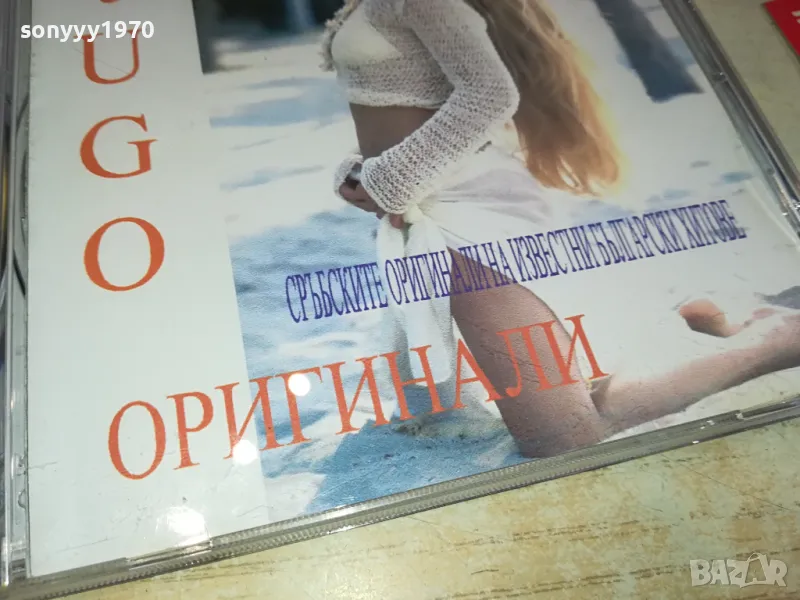 sonyyy1970
UGO
СРЪБСКИТЕ ОРИГИНАЛИ НА ИЗВЕСТНИ БЪЛГАРСКИ ХИТОВЕ
ОРИГИНАЛИ
BAZAR